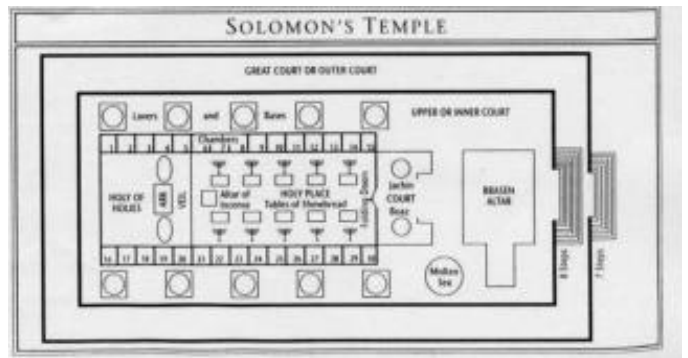 SOLOMON'S TEMPLE
GREAT COURT OR OUTER COURT
Lavers and Bases
UPPER OR INNER COURT
Chambers
1 2 3 4 5 6 7 8 9 10 11 12 13 14 15
HOLY OF HOLIES
ARK
VEIL
Altar of Incense
HOLY PLACE
Tables of Shewbread
Folding Doors
Jachin
COURT
Boaz
BRASEN ALTAR
16 17 18 19 20 21 22 23 24 25 26 27 28 29 30
Molten Sea
8 Steps
7 Steps